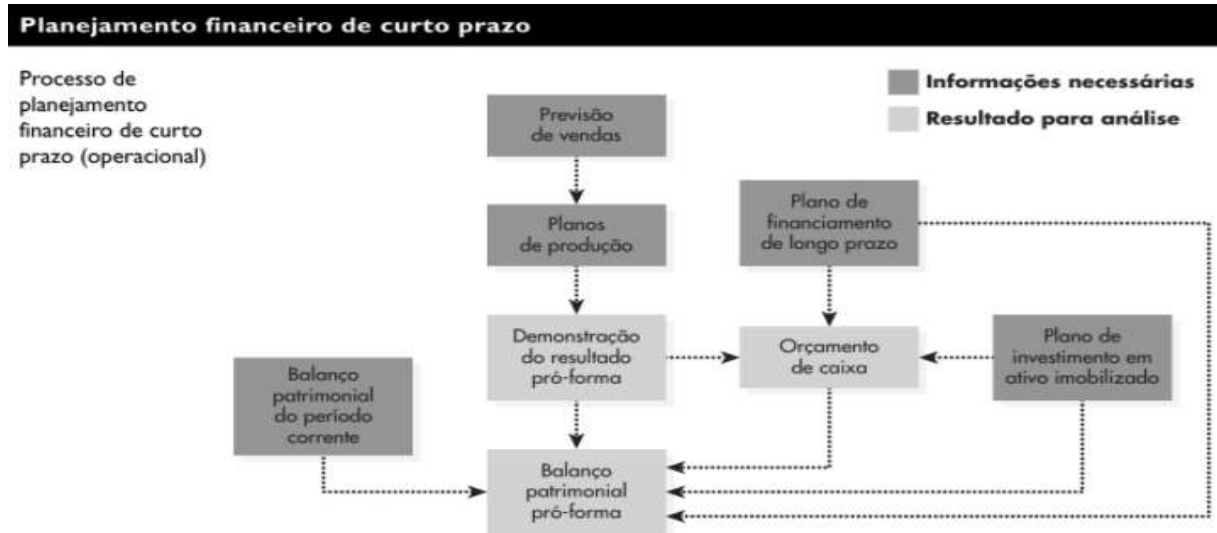 Planejamento financeiro de curto prazo
Processo de
planejamento
financeiro de curto
prazo (operacional)
Informações necessárias
Resultado para análise
Previsão
de vendas
Planos
de produção
Plano de
financiamento
de longo prazo
Demonstração
do resultado
pró-forma
Orçamento
de caixa
Plano de
investimento em
ativo imobilizado
Balanço
patrimonial
do período
corrente
Balanço
patrimonial
pró-forma